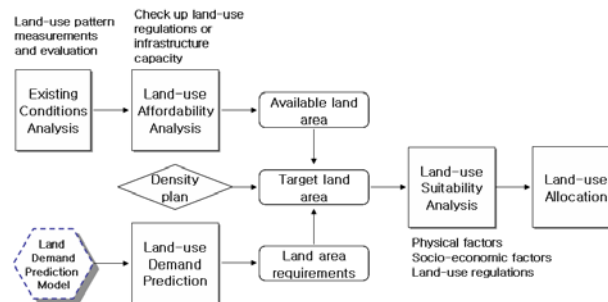 Land-use pattern
measurements
and evaluation
Check up land-use
regulations or
infrastructure
capacity
Existing
Conditions
Analysis
Land-use
Affordability
Analysis
Available land
area
Density
plan
Target land
area
Land-use
Suitability
Analysis
Land-use
Allocation
Land
Demand
Prediction
Model
Land-use
Demand
Prediction
Land area
requirements
Physical factors
Socio-economic factors
Land-use regulations